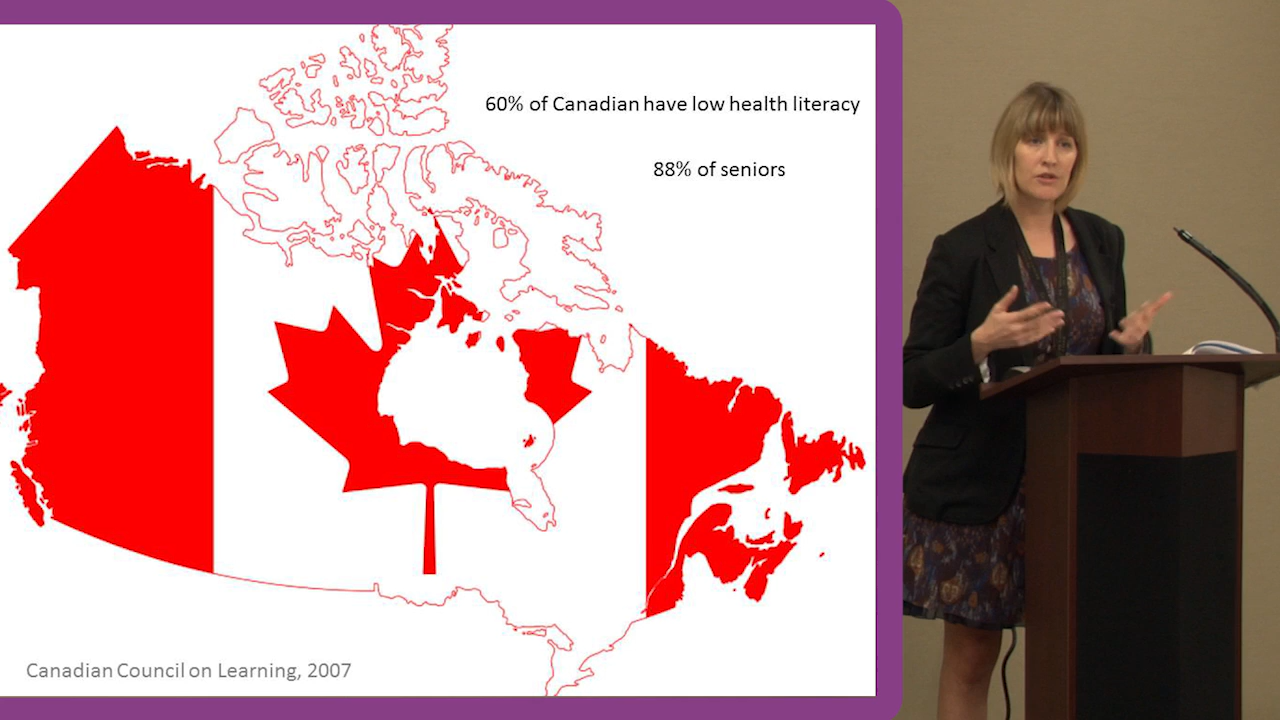 60% of Canadian have low health literacy
88% of seniors
Canadian Council on Learning, 2007